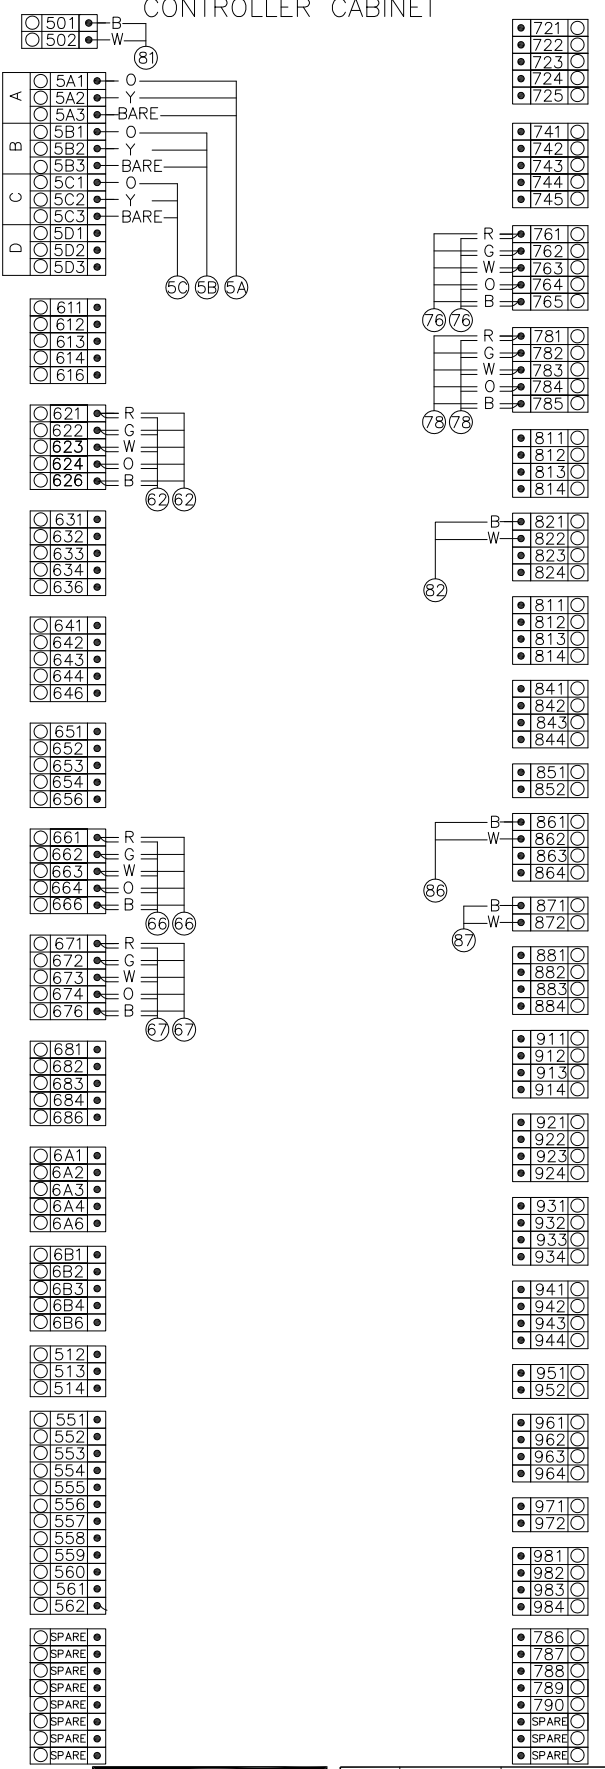 CONTROLLER CABINET
501 B
502 W
81
A
5A1 O
5A2 Y
5A3 BARE
B
5B1 O
5B2 Y
5B3 BARE
C
5C1 O
5C2 Y
5C3 BARE
D
5D1
5D2
5D3
5C 5B 5A
611
612
613
614
616
621 R
622 G
623 W
624 O
626 B
62 62
631
632
633
634
636
641
642
643
644
646
651
652
653
654
656
661 R
662 G
663 W
664 O
666 B
66 66
671 R
672 G
673 W
674 O
676 B
67 67
681
682
683
684
686
6A1
6A2
6A3
6A4
6A6
6B1
6B2
6B3
6B4
6B6
512
513
514
551
552
553
554
555
556
557
558
559
560
561
562
SPARE
SPARE
SPARE
SPARE
SPARE
SPARE
SPARE
SPARE
721
722
723
724
725
741
742
743
744
745
R 761
G 762
W 763
O 764
B 765
76 76
R 781
G 782
W 783
O 784
B 785
78 78
811
812
813
814
B 821
W 822
823
824
82
811
812
813
814
841
842
843
844
851
852
B 861
W 862
863
864
86
B 871
W 872
87
881
882
883
884
911
912
913
914
921
922
923
924
931
932
933
934
941
942
943
944
951
952
961
962
963
964
971
972
981
982
983
984
786
787
788
789
790
SPARE
SPARE
SPARE